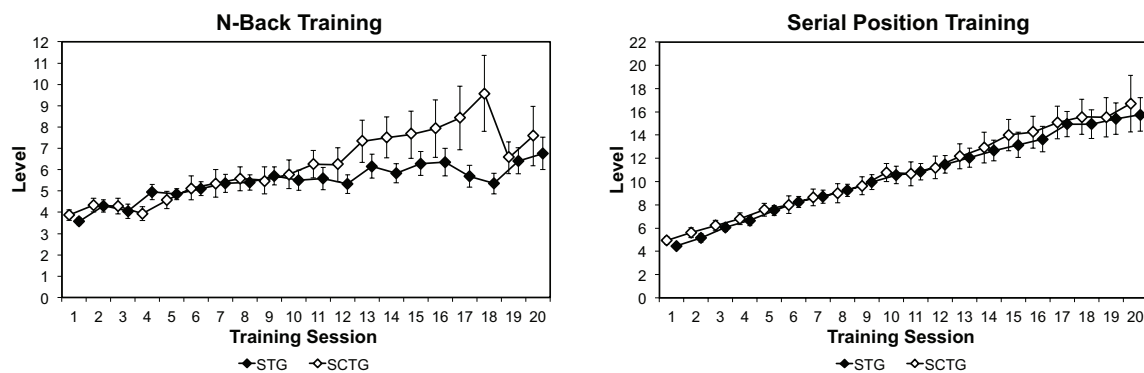 N-Back Training
12
11
10
9
8
7
6
5
4
3
2
1
0
Level
1 2 3 4 5 6 7 8 9 10 11 12 13 14 15 16 17 18 19 20
Training Session
STG SCTG
Serial Position Training
22
20
18
16
14
12
10
8
6
4
2
0
Level
1 2 3 4 5 6 7 8 9 10 11 12 13 14 15 16 17 18 19 20
Training Session
STG SCTG